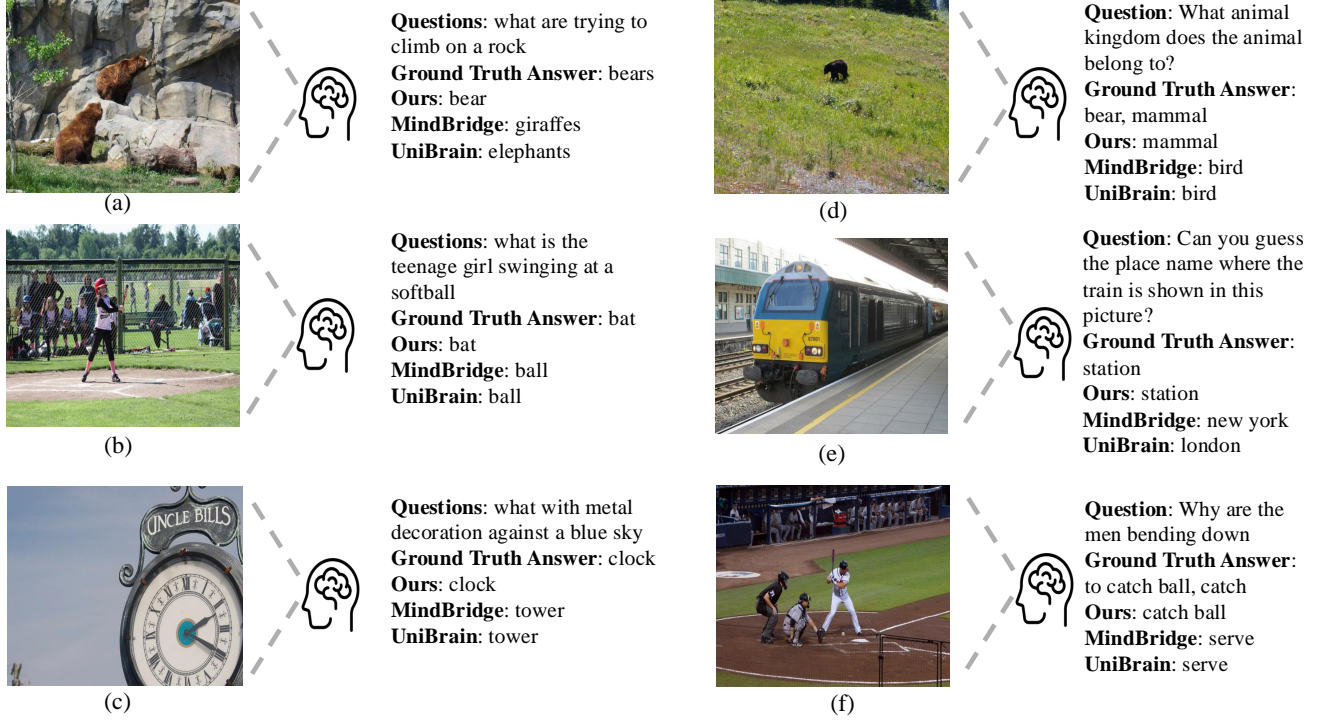 Questions: what are trying to
climb on a rock
Ground Truth Answer: bears
Ours: bear
MindBridge: giraffes
UniBrain: elephants
(a)
Questions: what is the
teenage girl swinging at a
softball
Ground Truth Answer: bat
Ours: bat
MindBridge: ball
UniBrain: ball
(b)
UNCLE BILLS
Questions: what with metal
decoration against a blue sky
Ground Truth Answer: clock
Ours: clock
MindBridge: tower
UniBrain: tower
(c)
Question: What animal
kingdom does the animal
belong to?
Ground Truth Answer:
bear, mammal
Ours: mammal
MindBridge: bird
UniBrain: bird
(d)
Question: Can you guess
the place name where the
train is shown in this
picture?
Ground Truth Answer:
station
Ours: station
MindBridge: new york
UniBrain: london
(e)
Question: Why are the
men bending down
Ground Truth Answer:
to catch ball, catch
Ours: catch ball
MindBridge: serve
UniBrain: serve
(f)